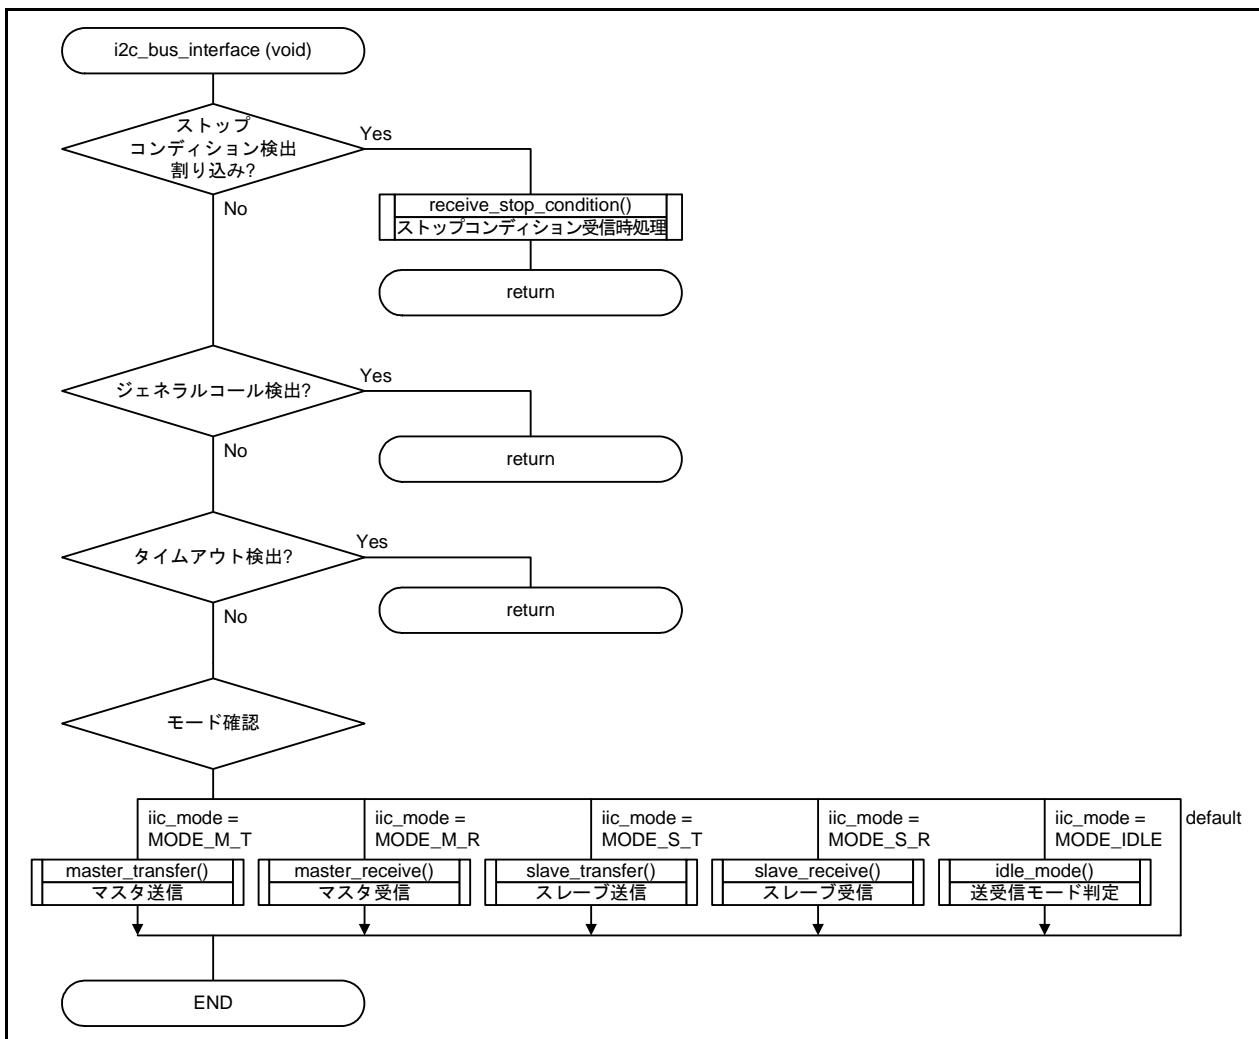 i2c_bus_interface (void)
ストップ
コンディション検出
割り込み?
Yes
No
receive_stop_condition()
ストップコンディション受信時処理
return
ジェネラルコール検出?
Yes
No
return
タイムアウト検出?
Yes
No
return
モード確認
iic_mode =
MODE_M_T
iic_mode =
MODE_M_R
iic_mode =
MODE_S_T
iic_mode =
MODE_S_R
iic_mode =
MODE_IDLE
default
master_transfer()
マスタ送信
master_receive()
マスタ受信
slave_transfer()
スレーブ送信
slave_receive()
スレーブ受信
idle_mode()
送受信モード判定
END